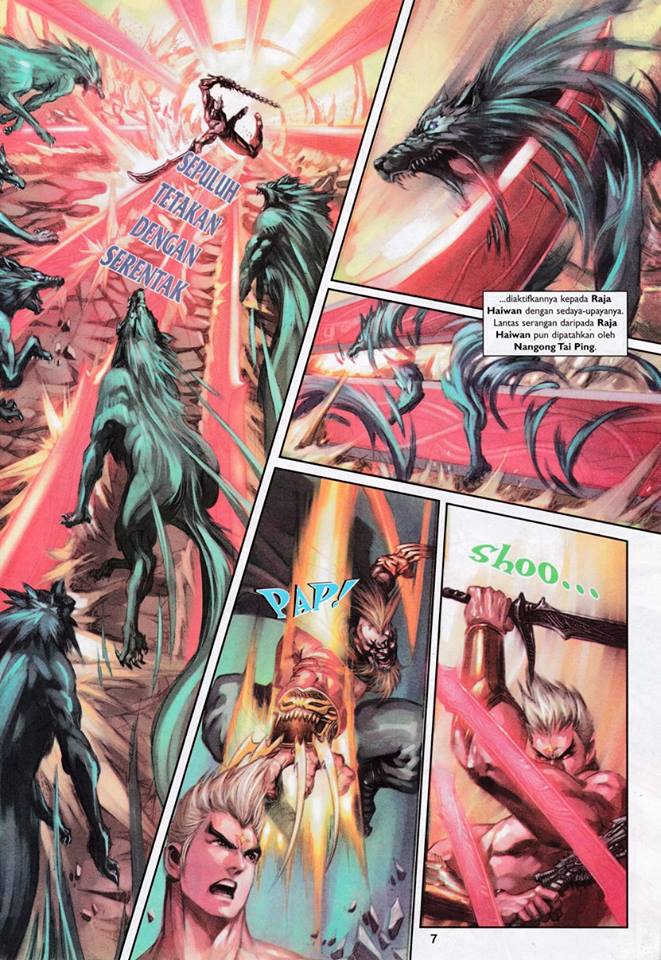 SEPULUH
TETAKAN
DENGAN
SERENTAK
...diaktifkannya kepada Raja
Haiwan dengan sedaya-upayanya.
Lantas serangan daripada Raja
Haiwan pun dipatahkan oleh
Nangong Tai Ping.
PAP!
Shoo...
7